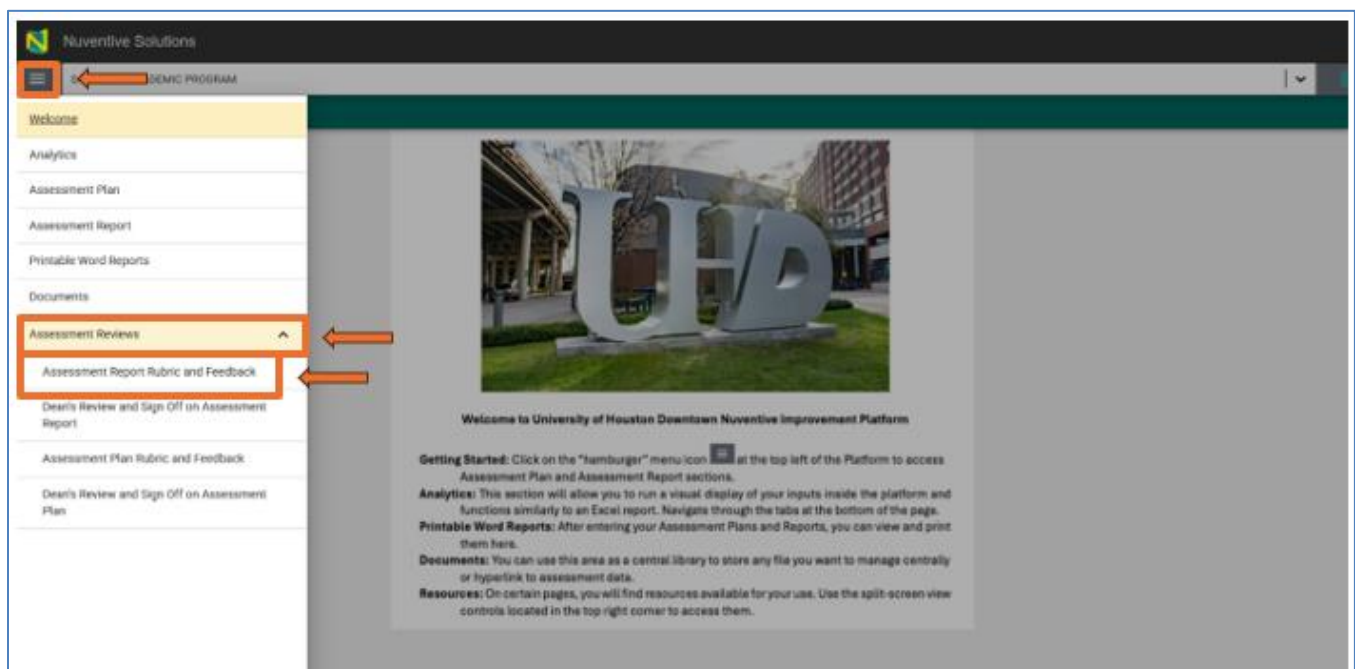 Nuventive Solutions
DEMIC PROGRAM
Welcome
Analytics
Assessment Plan
Assessment Report
Printable Word Reports
Documents
Assessment Reviews
Assessment Report Rubric and Feedback
Dean's Review and Sign Off on Assessment
Report
Assessment Plan Rubric and Feedback
Dean's Review and Sign Off on Assessment
Plan
UHD
Welcome to University of Houston Downtown Nuventive Improvement Platform
Getting Started: Click on the "hamburger" menu icon at the top left of the Platform to access
Assessment Plan and Assessment Report sections.
Analytics: This section will allow you to run a visual display of your inputs inside the platform and
functions similarly to an Excel report. Navigate through the tabs at the bottom of the page.
Printable Word Reports: After entering your Assessment Plans and Reports, you can view and print
them here.
Documents: You can use this area as a central library to store any file you want to manage centrally
or hyperlink to assessment data.
Resources: On certain pages, you will find resources available for your use. Use the split-screen view
controls located in the top right corner to access them.